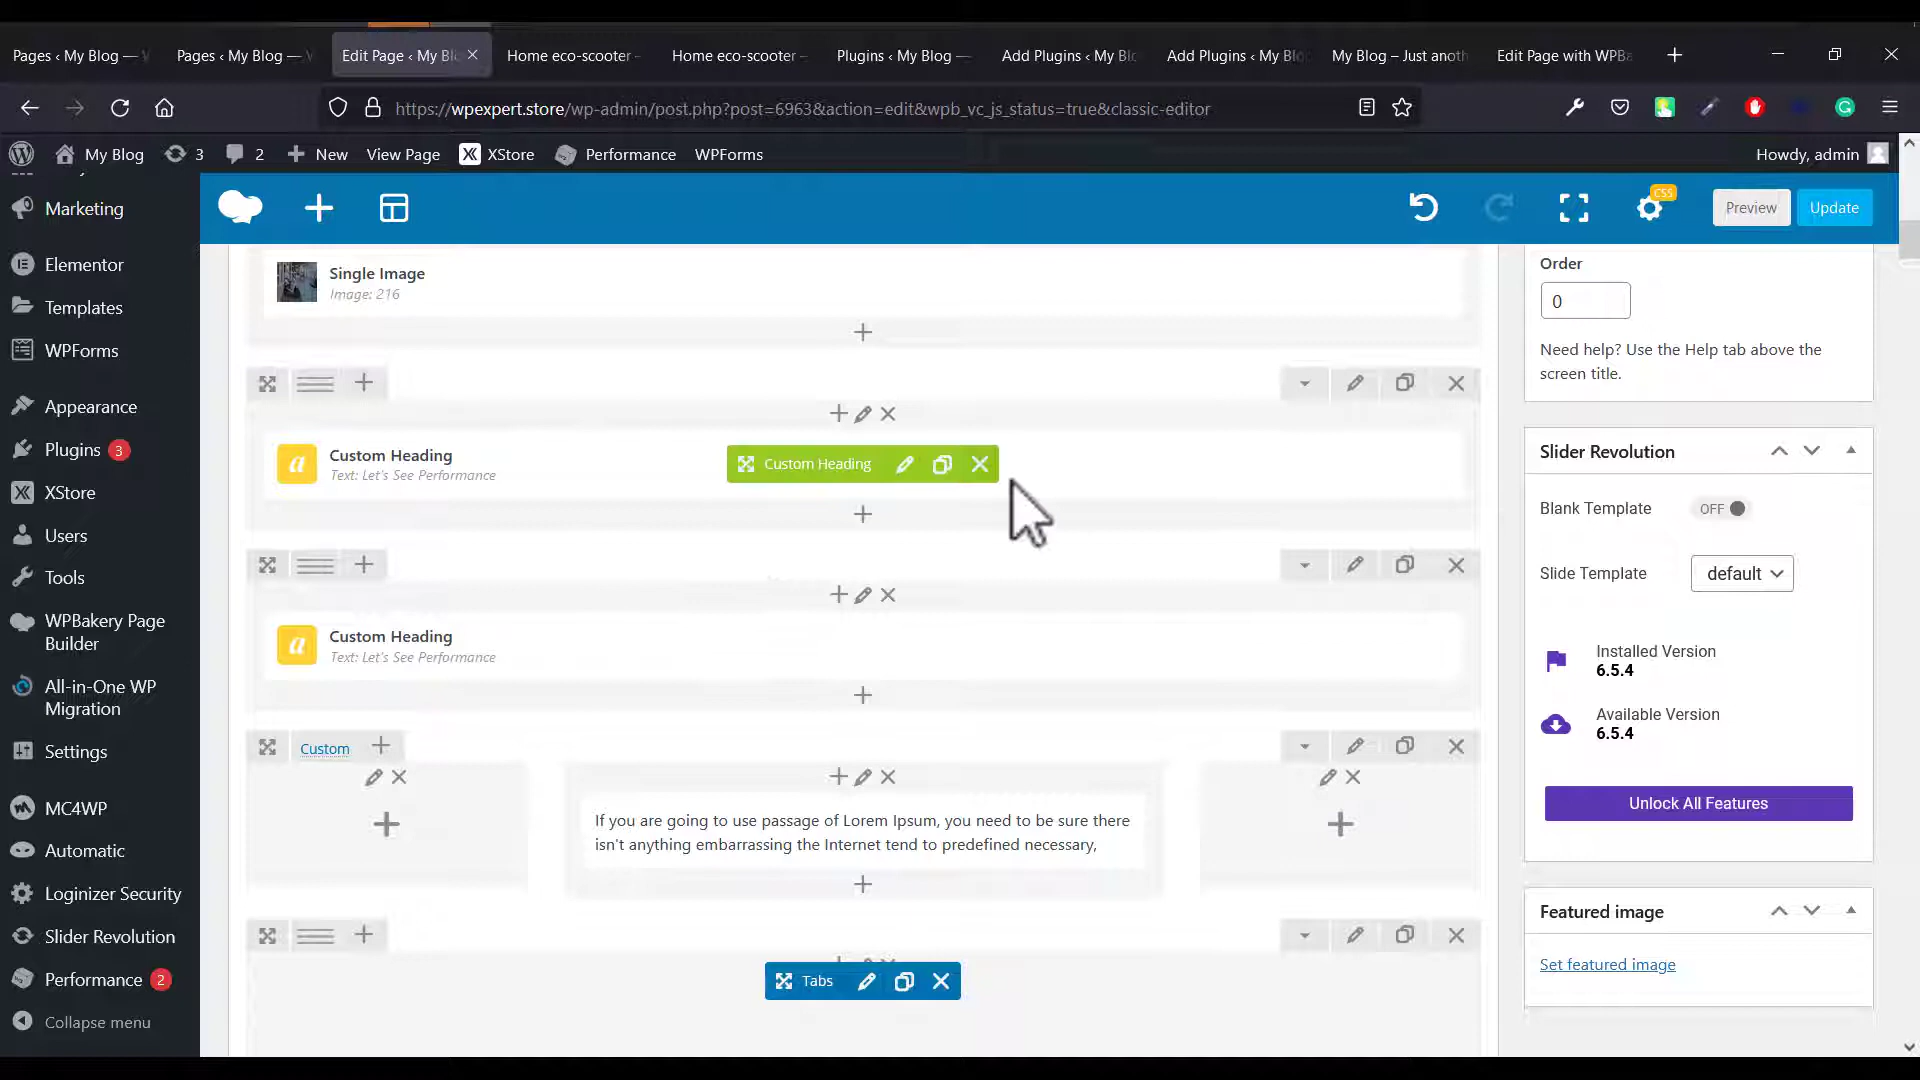 Pages ‹ My Blog —
Pages ‹ My Blog —
Edit Page ‹ My Bl
Home eco-scooter –
Home eco-scooter –
Plugins ‹ My Blog —
Add Plugins ‹ My Bl
Add Plugins ‹ My Bl
My Blog – Just anoth
Edit Page with WPBa
https://wpexpert.store/wp-admin/post.php?post=6963&action=edit&wpb_vc_js_status=true&classic-editor
My Blog
3
2
New
View Page
XStore
Performance
WPForms
Howdy, admin
Marketing
Elementor
Templates
WPForms
Appearance
Plugins 3
XStore
Users
Tools
WPBakery Page
Builder
All-in-One WP
Migration
Settings
MC4WP
Automatic
Loginizer Security
Slider Revolution
Performance 2
Collapse menu
CSS
Preview
Update
Single Image
Image: 216
Custom Heading
Text: Let's See Performance
Custom Heading
Custom Heading
Text: Let's See Performance
Custom
If you are going to use passage of Lorem Ipsum, you need to be sure there
isn't anything embarrassing the Internet tend to predefined necessary,
Tabs
Order
0
Need help? Use the Help tab above the
screen title.
Slider Revolution
Blank Template
OFF
Slide Template
default
Installed Version
6.5.4
Available Version
6.5.4
Unlock All Features
Featured image
Set featured image